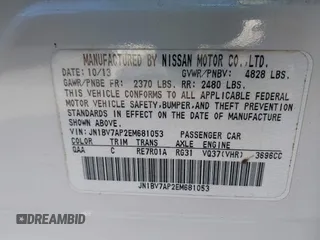 MANUFACTURED BY NISSAN MOTOR CO.,LTD.
DATE: 10/13 GVWR/PNBV: 4828 LBS.
GAWR/PNBE FR: 2370 LBS. RR: 2480 LBS.
THIS VEHICLE CONFORMS TO ALL APPLICABLE FEDERAL
MOTOR VEHICLE SAFETY,BUMPER,AND THEFT PREVENTION
STANDARDS IN EFFECT ON THE DATE OF MANUFACTURE
SHOWN ABOVE.
VIN: JN1BV7AP2EM681053 PASSENGER CAR
COLOR TRIM TRANS AXLE ENGINE
QAA C RE7R01A RG31 VQ37(VHR) 3696CC
JN1BV7AP2EM681053
.COM